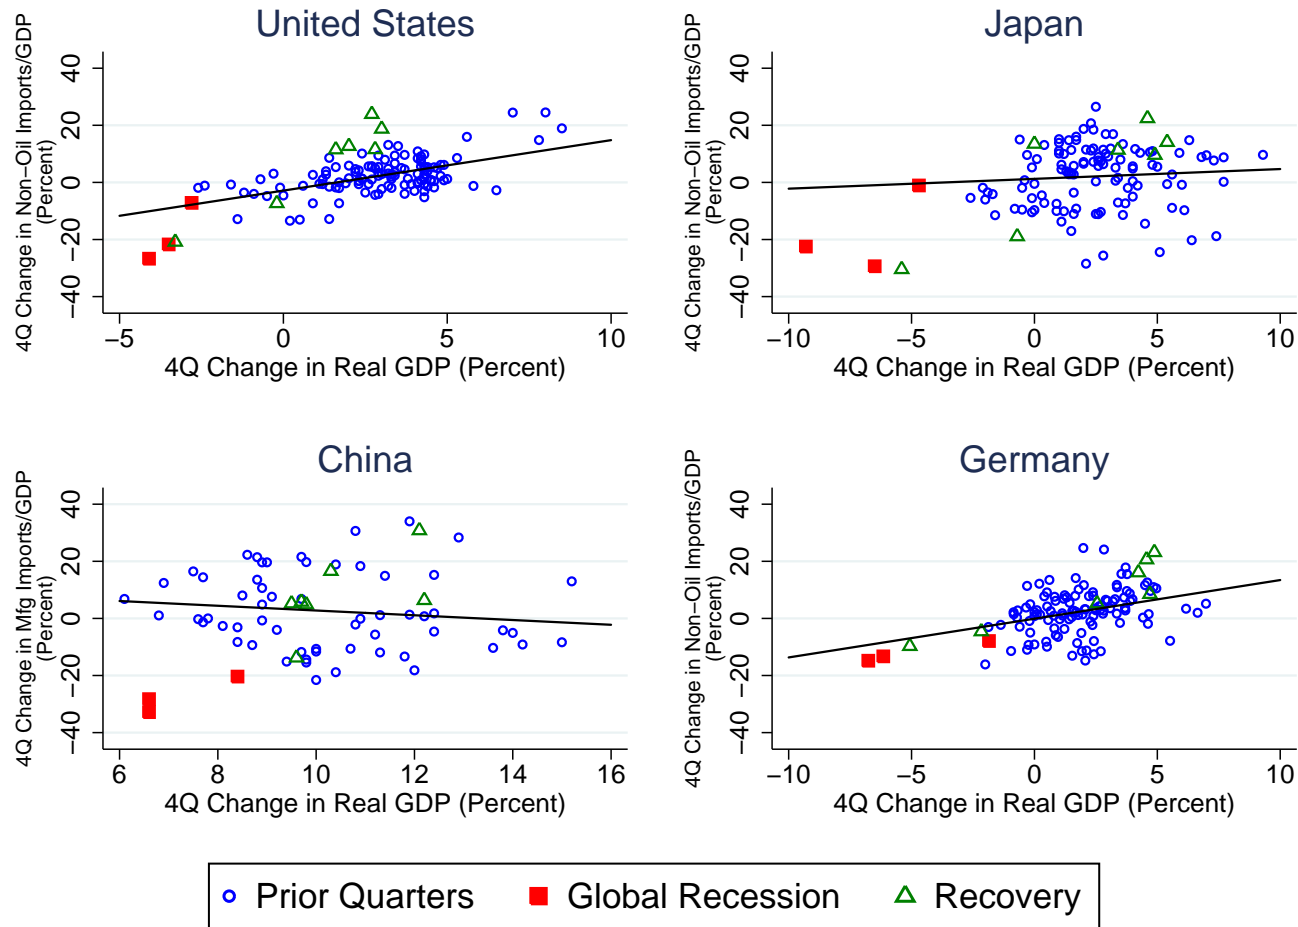 United States
4Q Change in Non−Oil Imports/GDP
(Percent)
40
20
0
−20
−40
−5
0
5
10
4Q Change in Real GDP (Percent)
Japan
4Q Change in Non−Oil Imports/GDP
(Percent)
40
20
0
−20
−40
−10
−5
0
5
10
4Q Change in Real GDP (Percent)
China
4Q Change in Mfg Imports/GDP
(Percent)
40
20
0
−20
−40
6
8
10
12
14
16
4Q Change in Real GDP (Percent)
Germany
4Q Change in Non−Oil Imports/GDP
(Percent)
40
20
0
−20
−40
−10
−5
0
5
10
4Q Change in Real GDP (Percent)
Prior Quarters
Global Recession
Recovery